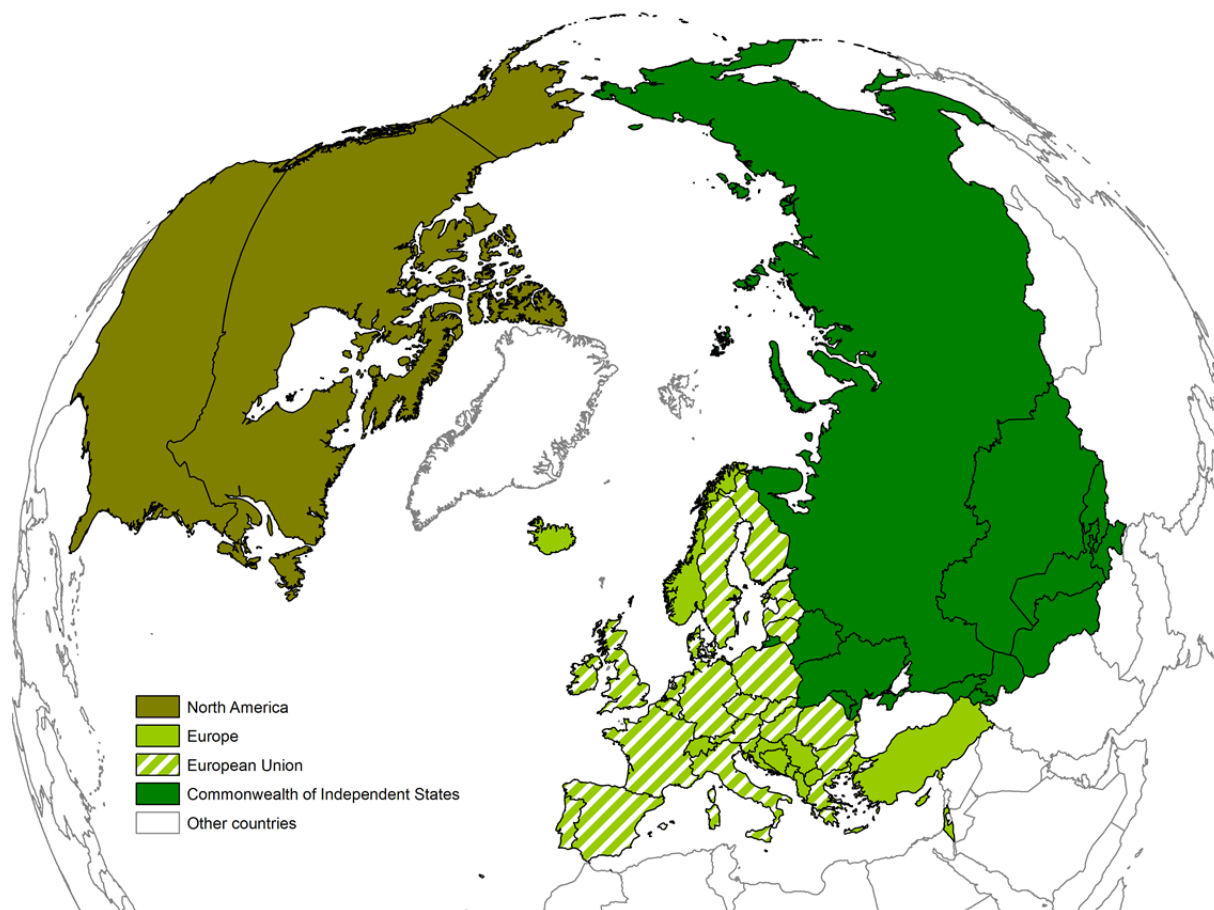 North America
Europe
European Union
Commonwealth of Independent States
Other countries